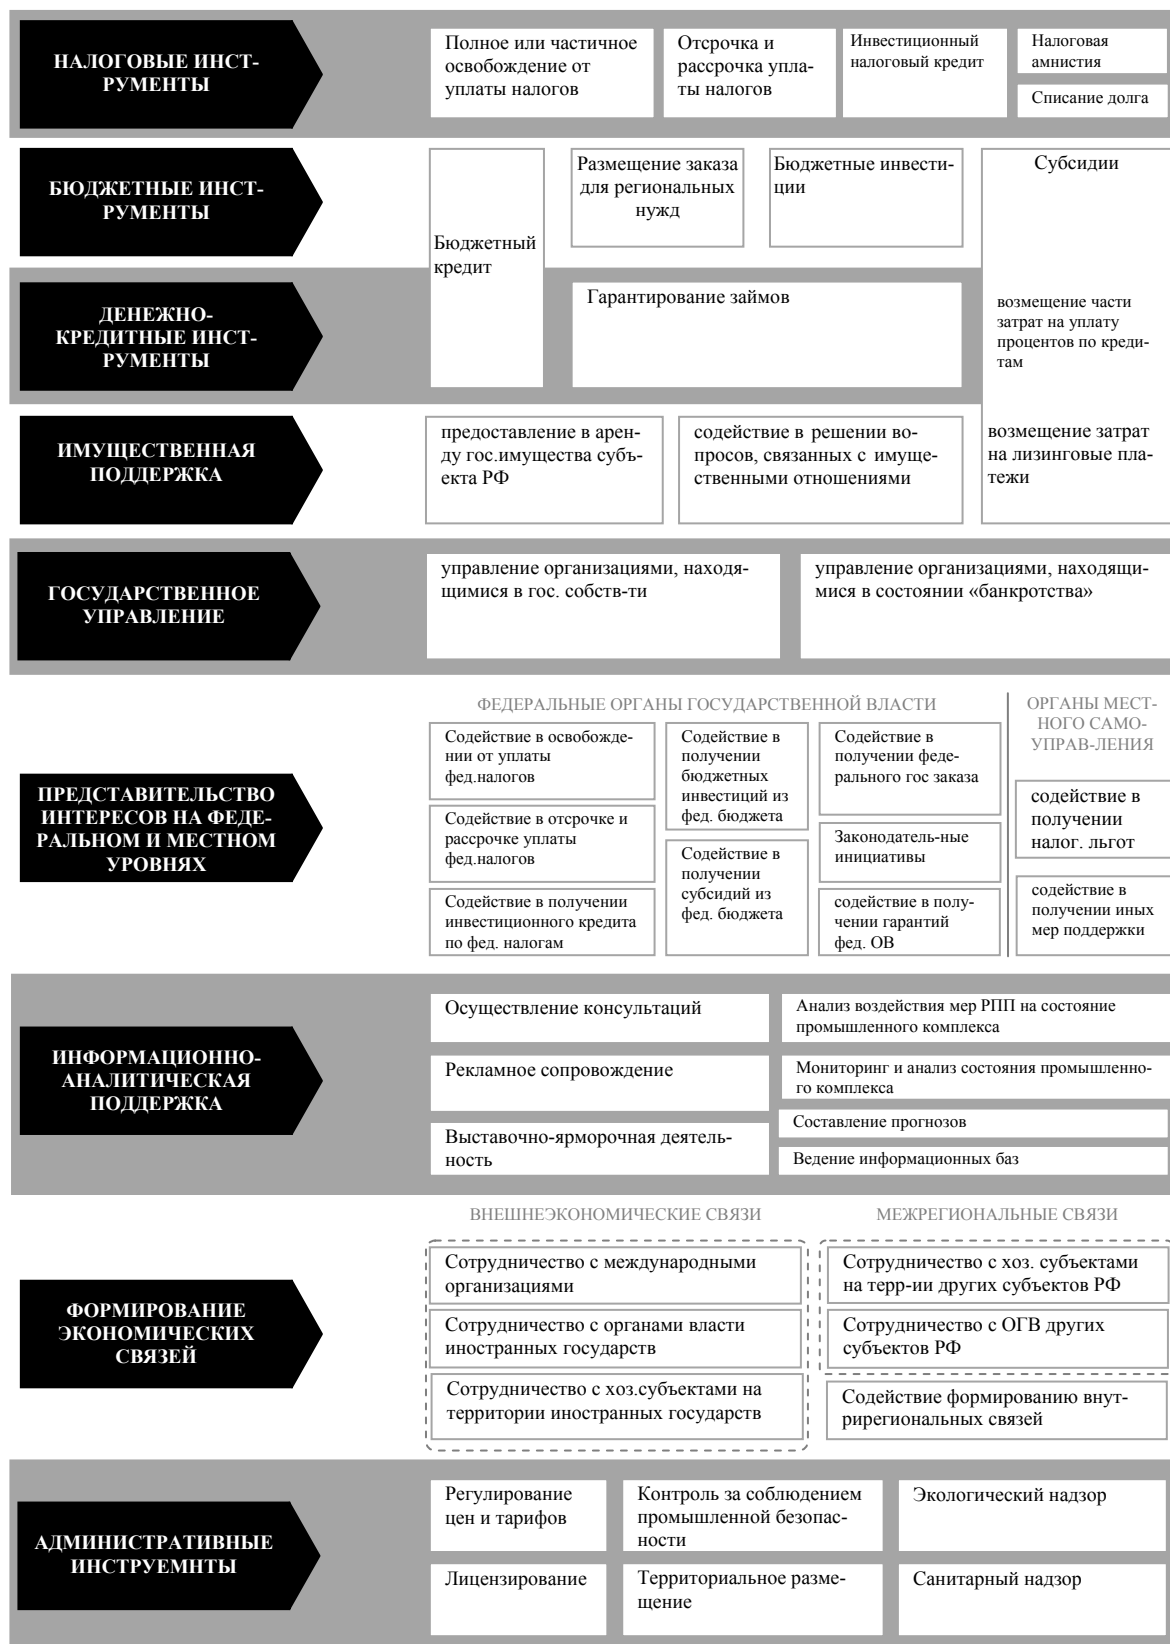 НАЛОГОВЫЕ ИНСТ-
РУМЕНТЫ
Полное или частичное
освобождение от
уплаты налогов
Отсрочка и
рассрочка упла-
ты налогов
Инвестиционный
налоговый кредит
Налоговая
амнистия
Списание долга
БЮДЖЕТНЫЕ ИНСТ-
РУМЕНТЫ
Бюджетный
кредит
Размещение заказа
для региональных
нужд
Бюджетные инвести-
ции
Субсидии
ДЕНЕЖНО-
КРЕДИТНЫЕ ИНСТ-
РУМЕНТЫ
Гарантирование займов
возмещение части
затрат на уплату
процентов по креди-
там
ИМУЩЕСТВЕННАЯ
ПОДДЕРЖКА
предоставление в арен-
ду гос.имущества субъ-
екта РФ
содействие в решении во-
просов, связанных с имуще-
ственными отношениями
возмещение затрат
на лизинговые пла-
тежи
ГОСУДАРСТВЕННОЕ
УПРАВЛЕНИЕ
управление организациями, находя-
щимися в гос. собств-ти
управление организациями, находящи-
мися в состоянии «банкротства»
ПРЕДСТАВИТЕЛЬСТВО
ИНТЕРЕСОВ НА ФЕДЕ-
РАЛЬНОМ И МЕСТНОМ
УРОВНЯХ
ФЕДЕРАЛЬНЫЕ ОРГАНЫ ГОСУДАРСТВЕННОЙ ВЛАСТИ
Содействие в освобожде-
нии от уплаты
фед.налогов
Содействие в отсрочке и
рассрочке уплаты
фед.налогов
Содействие в получении
инвестиционного кредита
по фед. налогам
Содействие в
получении
бюджетных
инвестиций из
фед. бюджета
Содействие в
получении
субсидий из
фед. бюджета
Содействие в
получении феде-
рального гос заказа
Законодатель-ные
инициативы
содействие в полу-
чении гарантий
фед. ОВ
ОРГАНЫ МЕСТ-
НОГО САМО-
УПРАВ-ЛЕНИЯ
содействие в
получении
налог. льгот
содействие в
получении иных
мер поддержки
ИНФОРМАЦИОННО-
АНАЛИТИЧЕСКАЯ
ПОДДЕРЖКА
Осуществление консультаций
Рекламное сопровождение
Выставочно-ярморочная деятель-
ность
Анализ воздействия мер РПП на состояние
промышленного комплекса
Мониторинг и анализ состояния промышленно-
го комплекса
Составление прогнозов
Ведение информационных баз
ФОРМИРОВАНИЕ
ЭКОНОМИЧЕСКИХ
СВЯЗЕЙ
ВНЕШНЕЭКОНОМИЧЕСКИЕ СВЯЗИ
Сотрудничество с международными
организациями
Сотрудничество с органами власти
иностранных государств
Сотрудничество с хоз.субъектами на
территории иностранных государств
МЕЖРЕГИОНАЛЬНЫЕ СВЯЗИ
Сотрудничество с хоз. субъектами
на терр-ии других субъектов РФ
Сотрудничество с ОГВ других
субъектов РФ
Содействие формированию внут-
рирегиональных связей
АДМИНИСТРАТИВНЫЕ
ИНСТРУЕМНТЫ
Регулирование
цен и тарифов
Контроль за соблюдением
промышленной безопас-
ности
Экологический надзор
Лицензирование
Территориальное разме-
щение
Санитарный надзор